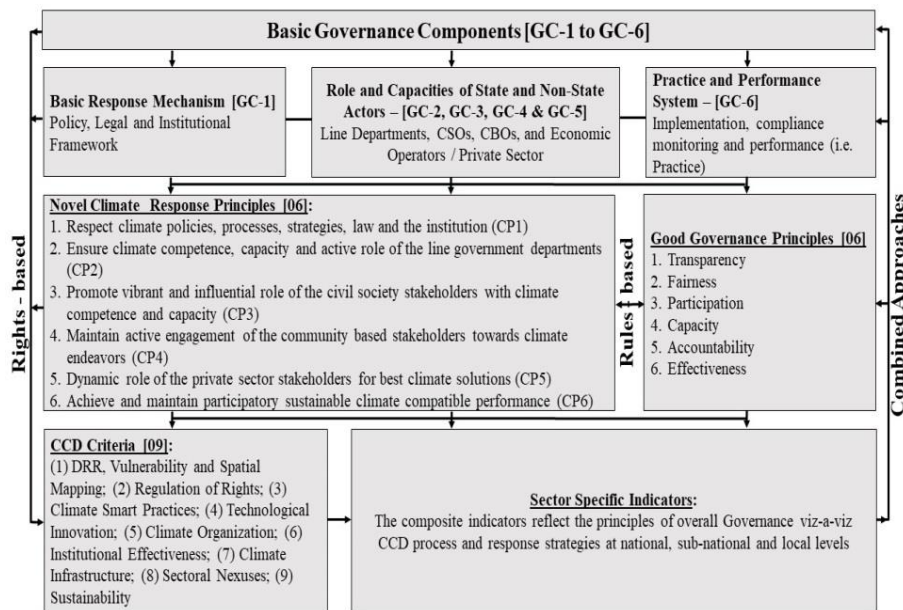 Basic Governance Components [GC-1 to GC-6]
Basic Response Mechanism [GC-1]
Policy, Legal and Institutional
Framework
Role and Capacities of State and Non-State
Actors – [GC-2, GC-3, GC-4 & GC-5]
Line Departments, CSOs, CBOs, and Economic
Operators / Private Sector
Practice and Performance
System – [GC-6]
Implementation, compliance
monitoring and performance (i.e.
Practice)
Novel Climate Response Principles [06]:
1. Respect climate policies, processes, strategies, law and the institution (CP1)
2. Ensure climate competence, capacity and active role of the line government departments
(CP2)
3. Promote vibrant and influential role of the civil society stakeholders with climate
competence and capacity (CP3)
4. Maintain active engagement of the community based stakeholders towards climate
endeavors (CP4)
5. Dynamic role of the private sector stakeholders for best climate solutions (CP5)
6. Achieve and maintain participatory sustainable climate compatible performance (CP6)
Good Governance Principles [06]
1. Transparency
2. Fairness
3. Participation
4. Capacity
5. Accountability
6. Effectiveness
Rights - based
Rules - based
Combined Approaches
CCD Criteria [09]:
(1) DRR, Vulnerability and Spatial
Mapping; (2) Regulation of Rights; (3)
Climate Smart Practices; (4) Technological
Innovation; (5) Climate Organization; (6)
Institutional Effectiveness; (7) Climate
Infrastructure; (8) Sectoral Nexuses; (9)
Sustainability
Sector Specific Indicators:
The composite indicators reflect the principles of overall Governance viz-a-viz
CCD process and response strategies at national, sub-national and local levels